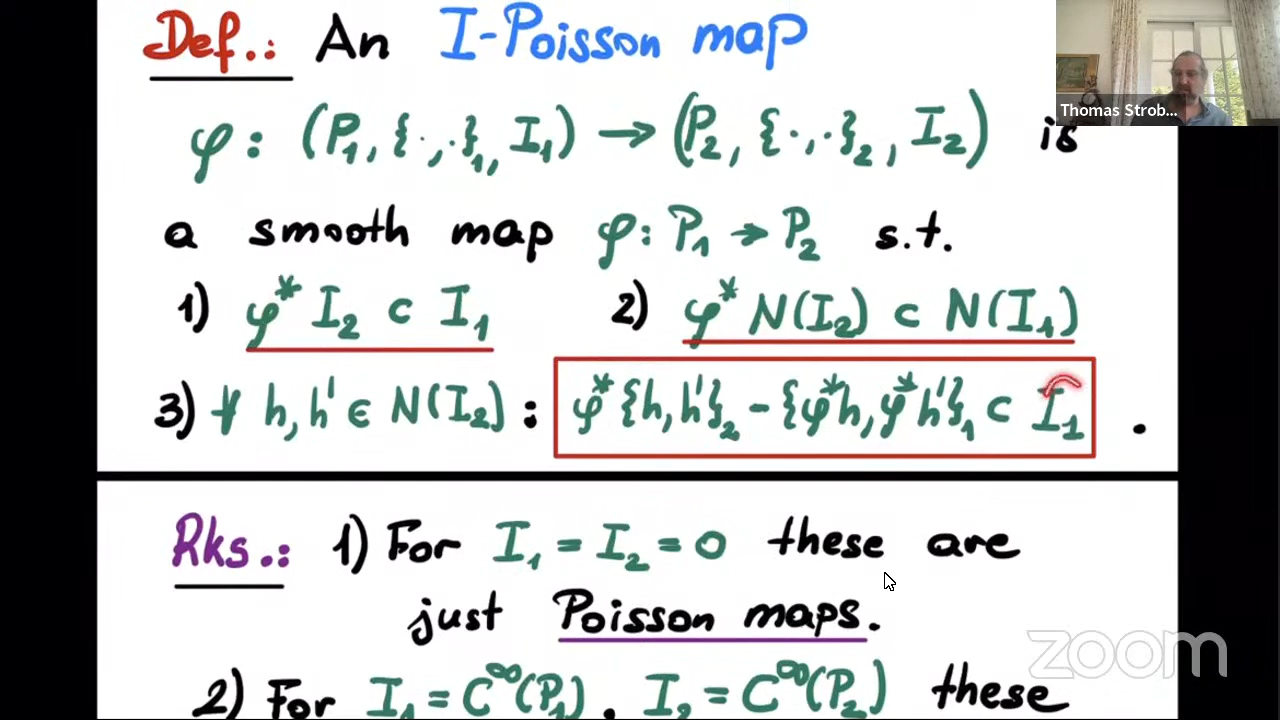 Def.: An I-Poisson map
Thomas Strob...
φ: (P₁, {·,·}₁, I₁) → (P₂, {·,·}₂, I₂) is
a smooth map φ: P₁ → P₂ s.t.
1) φ* I₂ ⊂ I₁ 2) φ* N(I₂) ⊂ N(I₁)
3) ∀ h, h' ∈ N(I₂): φ*{h, h'}₂ - {φ*h, φ*h'}₁ ⊂ I₁ .
Rks.: 1) For I₁ = I₂ = 0 these are
just Poisson maps.
zoom
2) For I₁ = C∞(P₁), I₂ = C∞(P₂) these